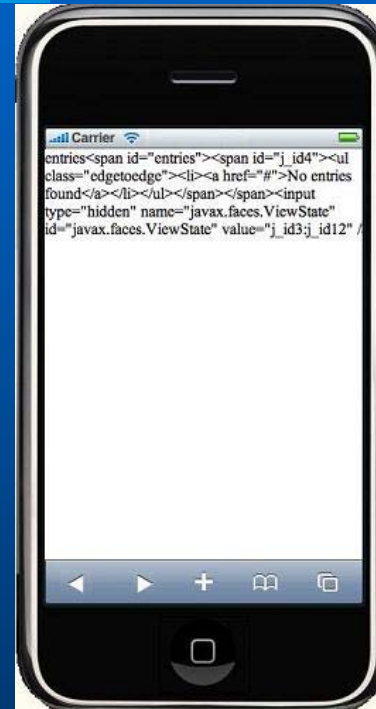 Carrier
entries<span id="entries"><span id="j_id4"><ul
class="edgetoedge"><li><a href="#">No entries
found</a></li></ul></span></span><input
type="hidden" name="javax.faces.ViewState"
id="javax.faces.ViewState" value="j_id3:j_id12" /